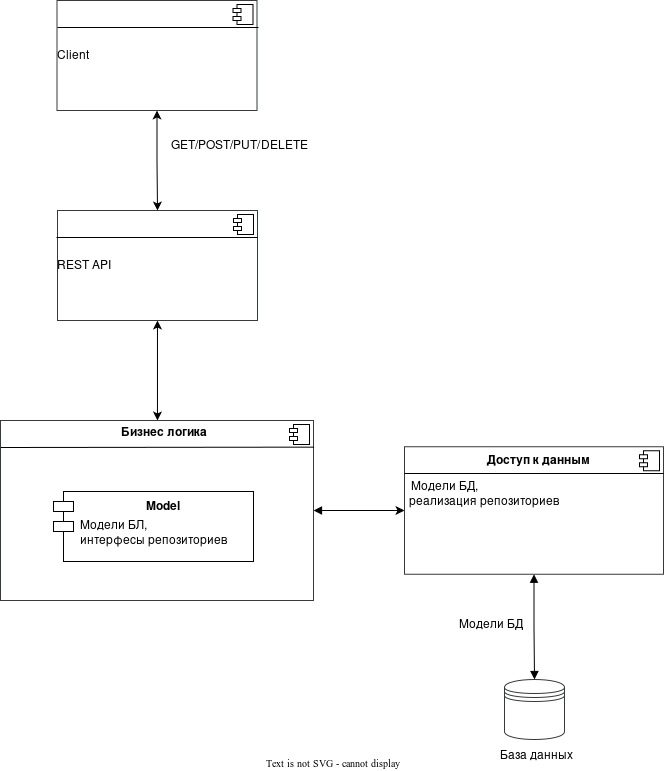 Client
GET/POST/PUT/DELETE
REST API
Бизнес логика
Model
Модели БЛ,
интерфесы репозиториев
Доступ к данным
Модели БД,
реализация репозиториев
Модели БД
База данных
Text is not SVG - cannot display